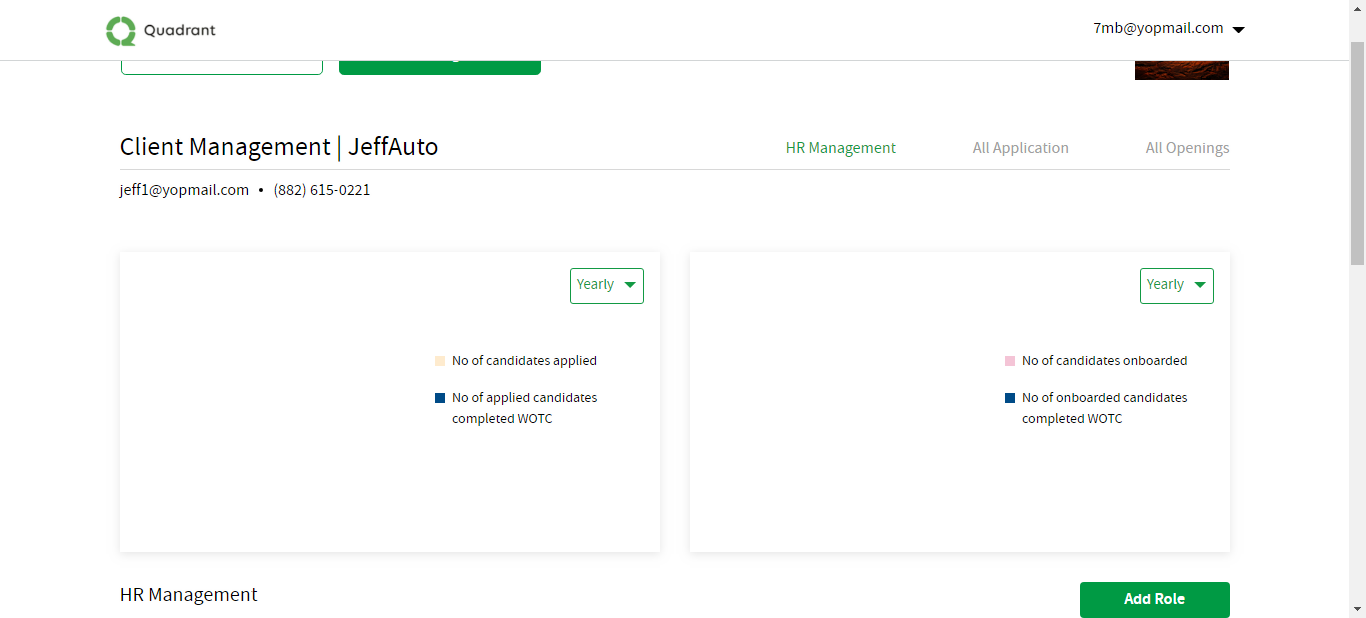 Quadrant
7mb@yopmail.com
Client Management | JeffAuto
HR Management
All Application
All Openings
jeff1@yopmail.com • (882) 615-0221
Yearly
No of candidates applied
No of applied candidates
completed WOTC
Yearly
No of candidates onboarded
No of onboarded candidates
completed WOTC
HR Management
Add Role